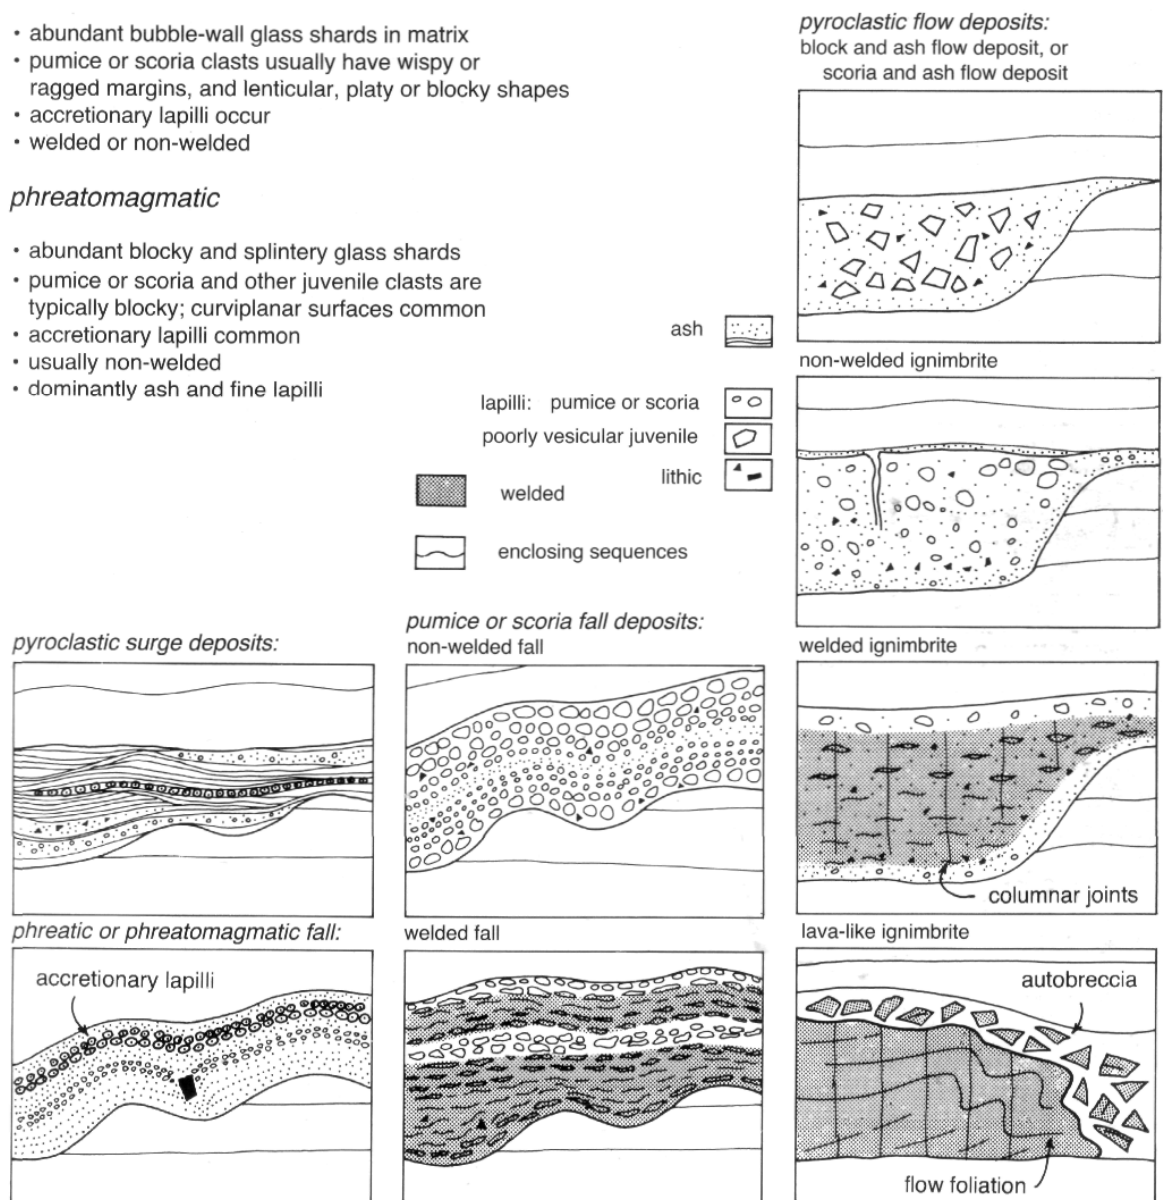 • abundant bubble-wall glass shards in matrix
• pumice or scoria clasts usually have wispy or
ragged margins, and lenticular, platy or blocky shapes
• accretionary lapilli occur
• welded or non-welded
phreatomagmatic
• abundant blocky and splintery glass shards
• pumice or scoria and other juvenile clasts are
typically blocky; curviplanar surfaces common
• accretionary lapilli common
• usually non-welded
• dominantly ash and fine lapilli
pyroclastic flow deposits:
block and ash flow deposit, or
scoria and ash flow deposit
ash
lapilli: pumice or scoria
poorly vesicular juvenile
lithic
welded
enclosing sequences
non-welded ignimbrite
pyroclastic surge deposits:
pumice or scoria fall deposits:
non-welded fall
welded ignimbrite
columnar joints
phreatic or phreatomagmatic fall:
accretionary lapilli
welded fall
lava-like ignimbrite
autobreccia
flow foliation